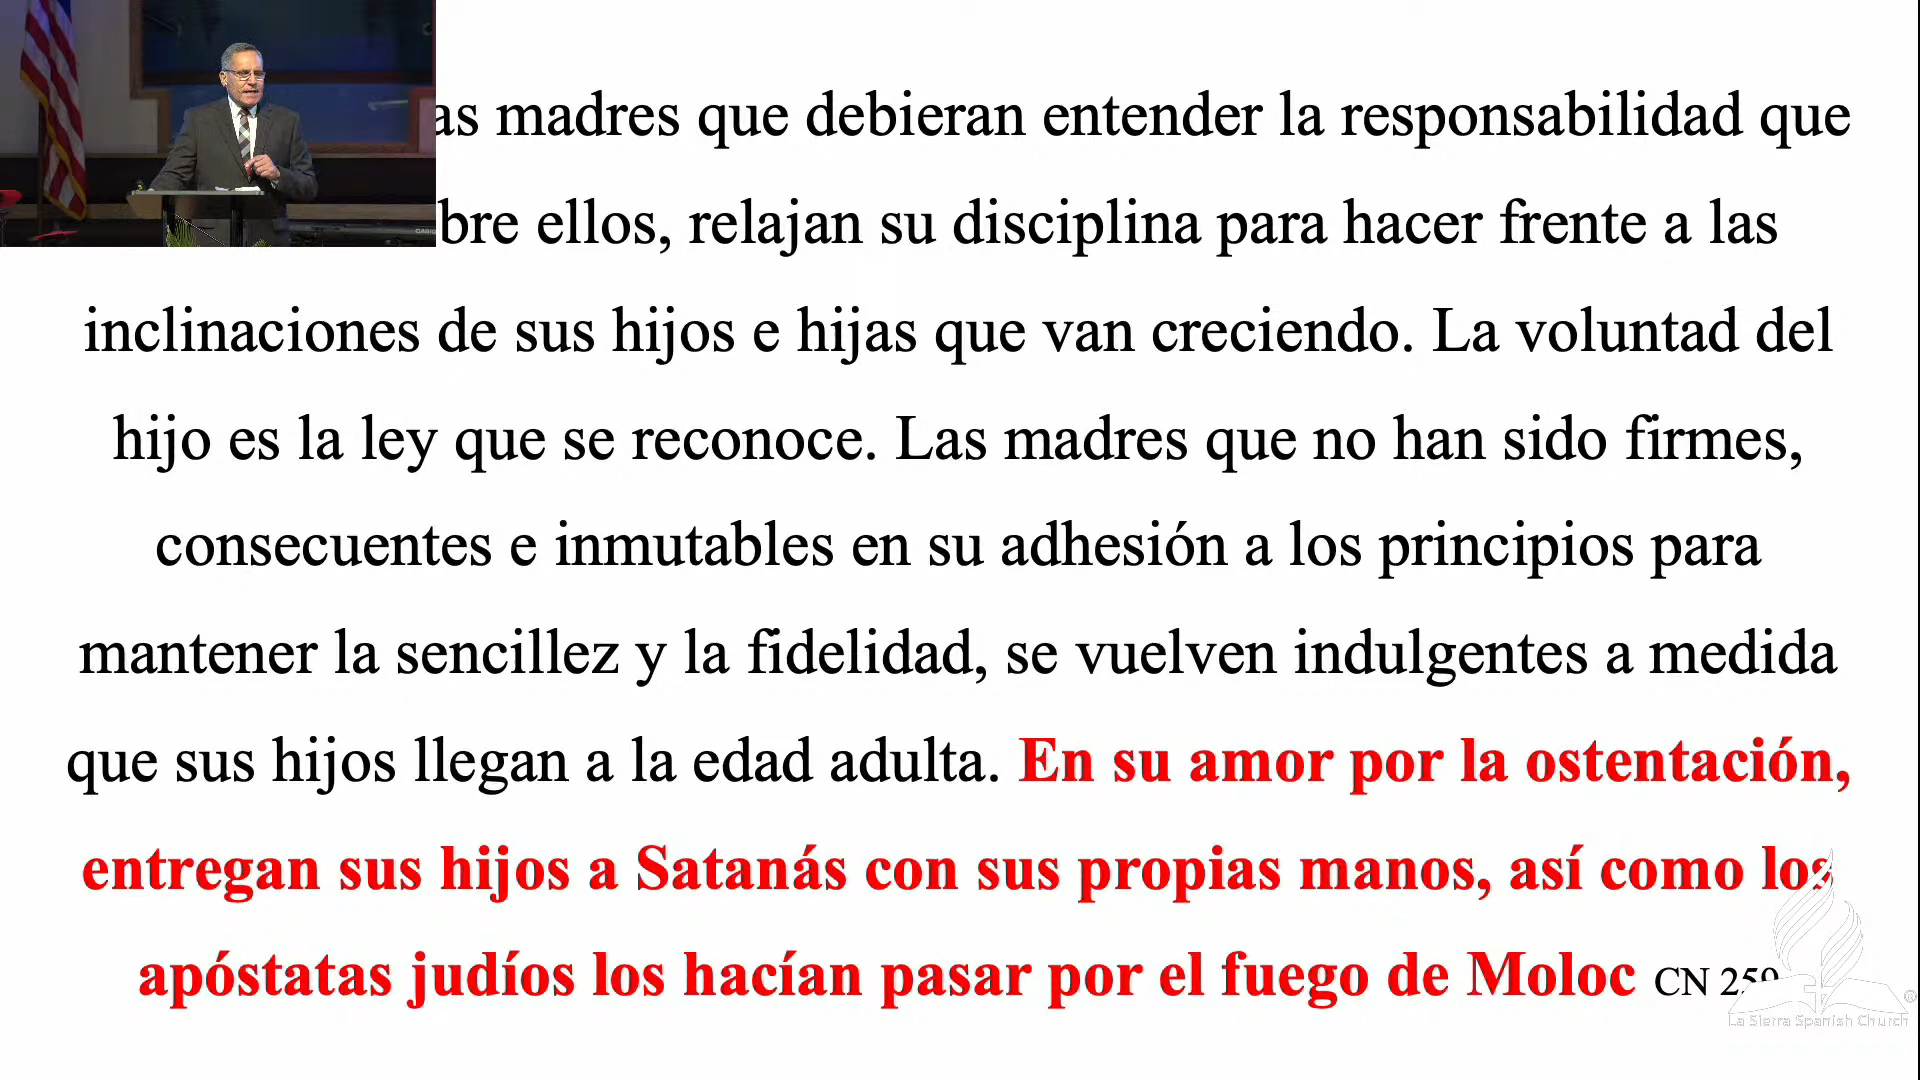 as madres que debieran entender la responsabilidad que
bre ellos, relajan su disciplina para hacer frente a las
inclinaciones de sus hijos e hijas que van creciendo. La voluntad del
hijo es la ley que se reconoce. Las madres que no han sido firmes,
consecuentes e inmutables en su adhesión a los principios para
mantener la sencillez y la fidelidad, se vuelven indulgentes a medida
que sus hijos llegan a la edad adulta. En su amor por la ostentación,
entregan sus hijos a Satanás con sus propias manos, así como los
apóstatas judíos los hacían pasar por el fuego de Moloc CN 259
La Sierra Spanish Church